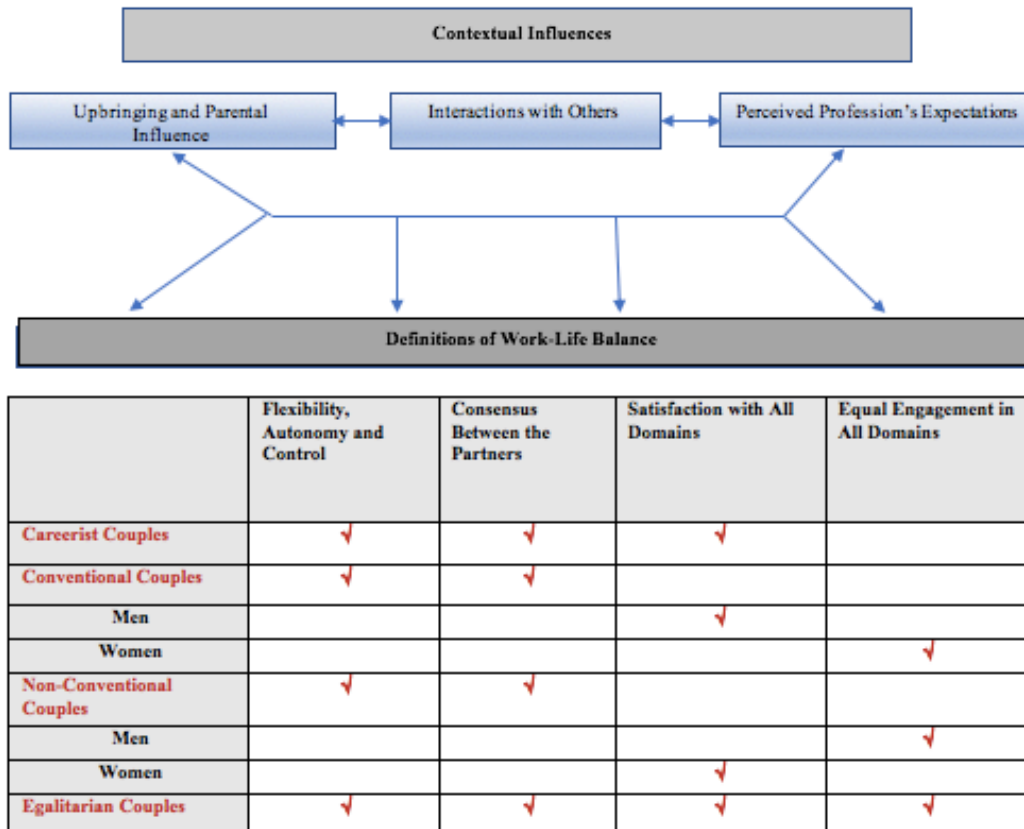 Contextual Influences
Upbringing and Parental
Influence
Interactions with Others
Perceived Profession's Expectations
Definitions of Work-Life Balance
Flexibility,
Autonomy and
Control
Consensus
Between the
Partners
Satisfaction with All
Domains
Equal Engagement in
All Domains
Careerist Couples √ √ √
Conventional Couples √ √
Men √
Women √
Non-Conventional
Couples √ √
Men √
Women √
Egalitarian Couples √ √ √ √